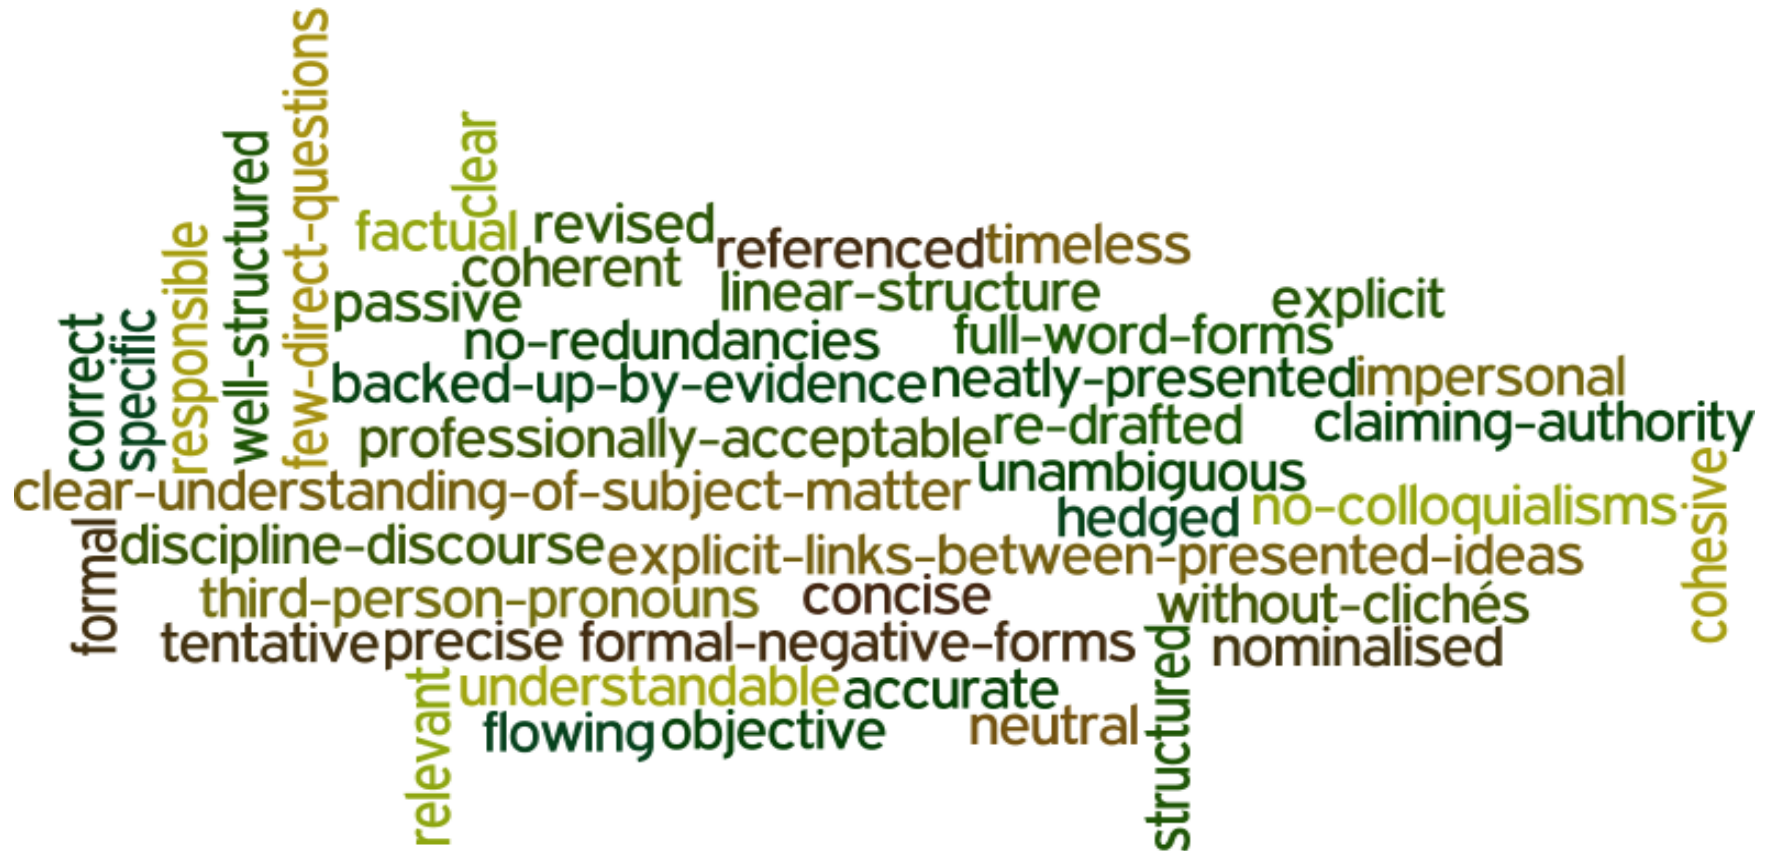 few-direct-questions
clear
well-structured
responsible
factual
revised
referenced
timeless
coherent
passive
linear-structure
explicit
correct
specific
no-redundancies
full-word-forms
backed-up-by-evidence
neatly-presented
impersonal
professionally-acceptable
re-drafted
claiming-authority
clear-understanding-of-subject-matter
unambiguous
hedged
no-colloquialisms.
cohesive
formal
discipline-discourse
explicit-links-between-presented-ideas
third-person-pronouns
concise
without-clichés
tentative
precise
formal-negative-forms
structured
nominalised
relevant
understandable
accurate
flowing
objective
neutral